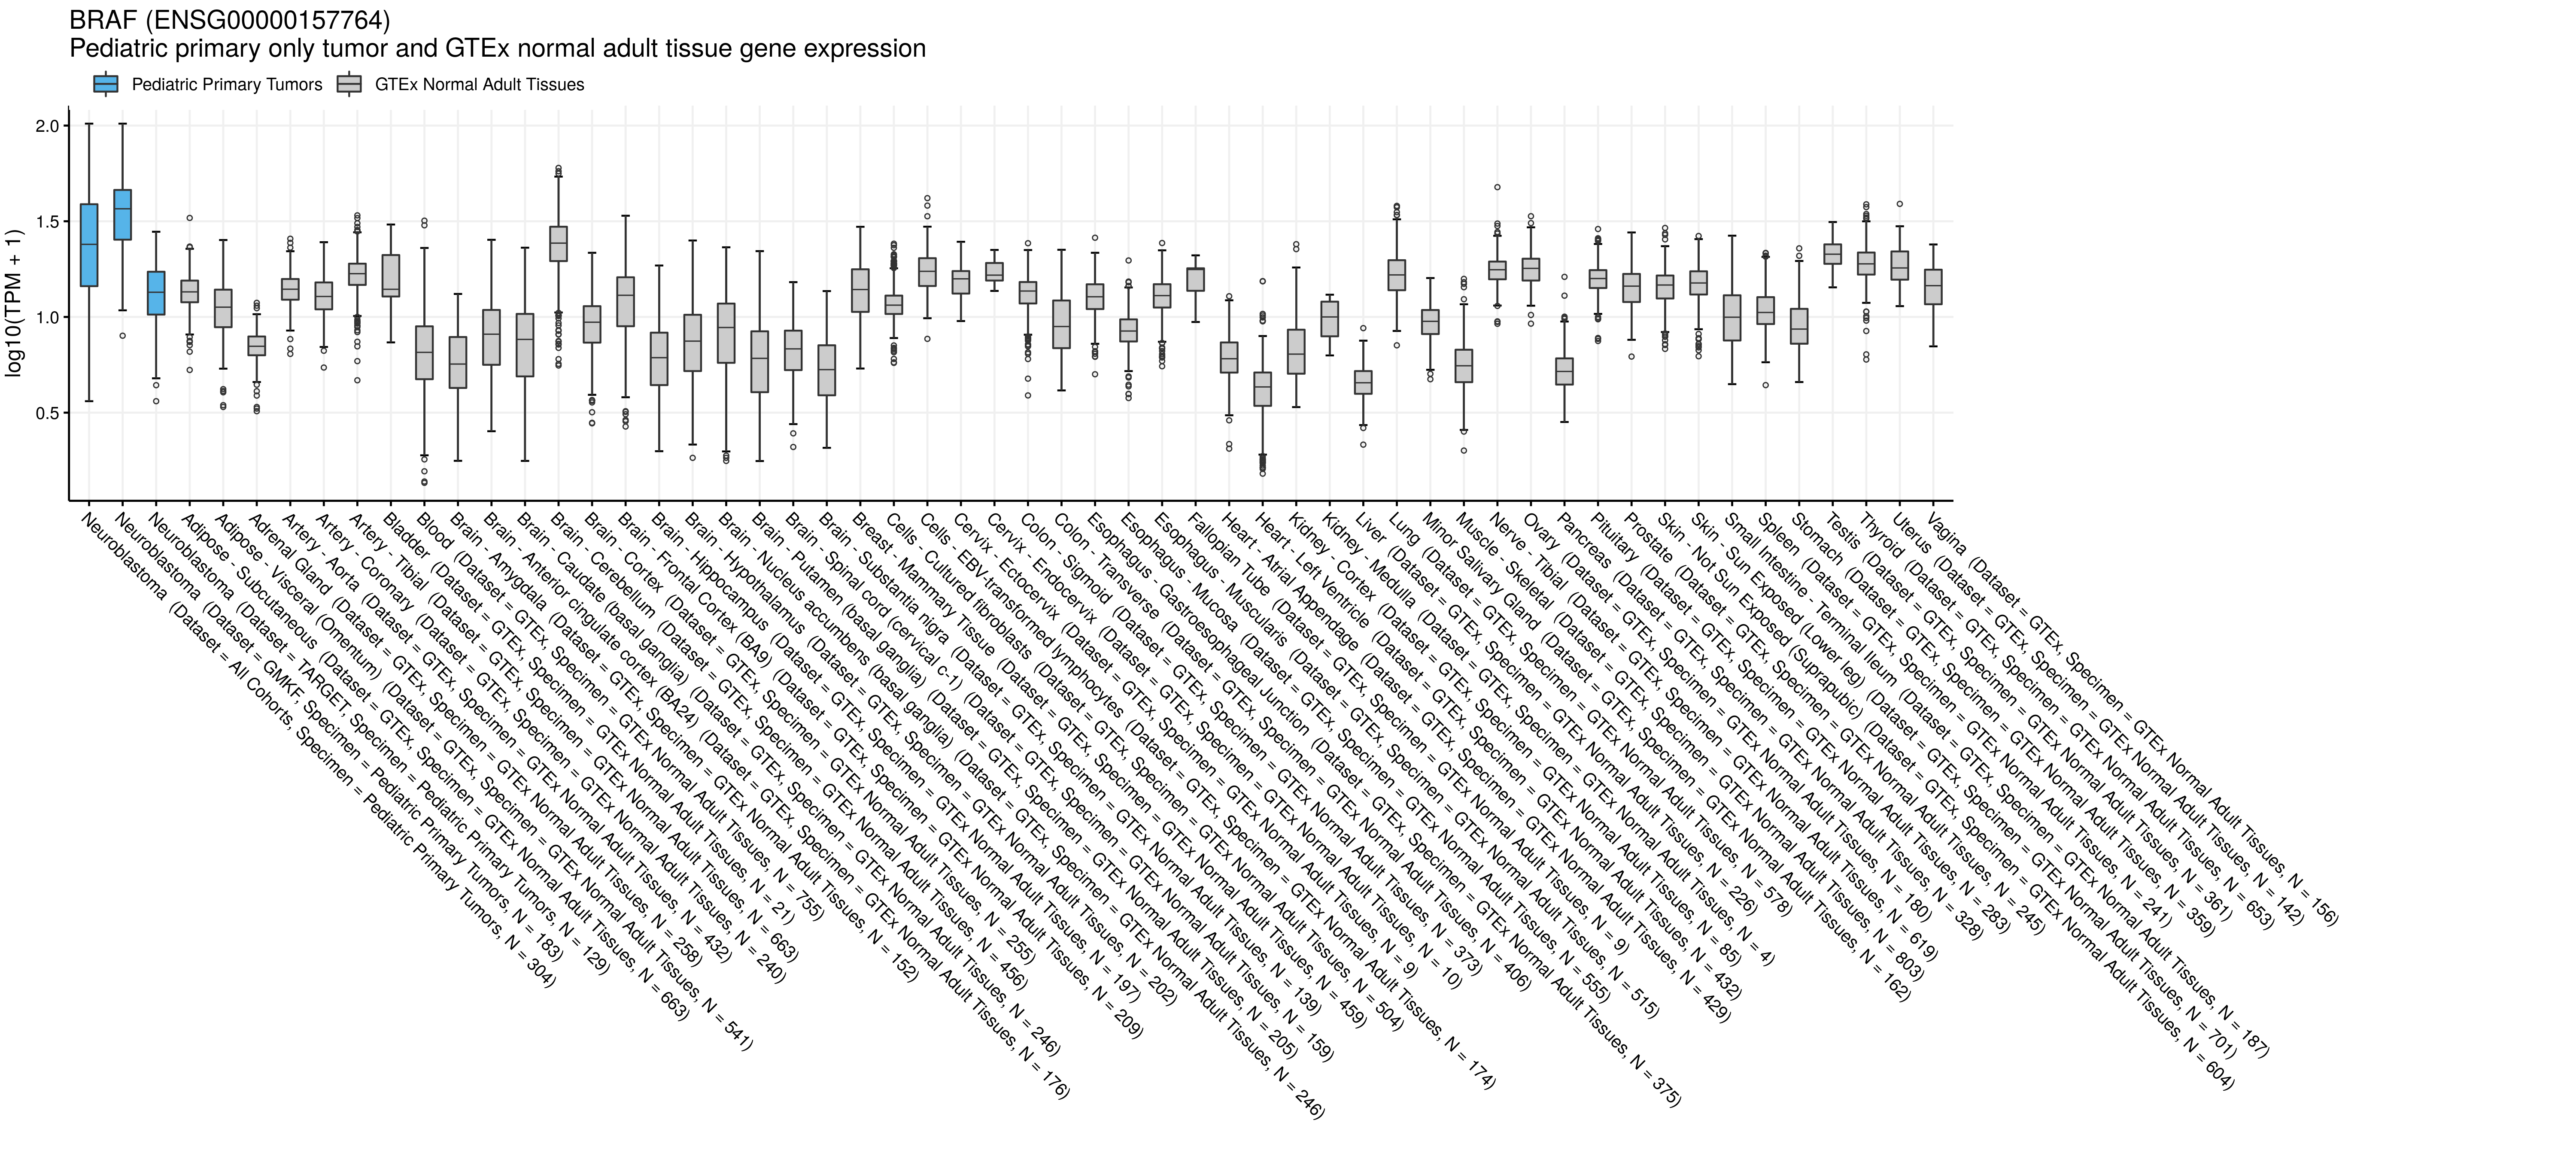 BRAF (ENSG00000157764)
Pediatric primary only tumor and GTEx normal adult tissue gene expression
Pediatric Primary Tumors
GTEx Normal Adult Tissues
log10(TPM + 1)
2.0
1.5
1.0
0.5
Neuroblastoma (Dataset = All Cohorts, Specimen = Pediatric Primary Tumors, N = 304)
Neuroblastoma (Dataset = GMKF, Specimen = Pediatric Primary Tumors, N = 183)
Neuroblastoma (Dataset = TARGET, Specimen = Pediatric Primary Tumors, N = 129)
Adipose - Subcutaneous (Dataset = GTEx, Specimen = GTEx Normal Adult Tissues, N = 663)
Adipose - Visceral (Omentum) (Dataset = GTEx, Specimen = GTEx Normal Adult Tissues, N = 541)
Adrenal Gland (Dataset = GTEx, Specimen = GTEx Normal Adult Tissues, N = 258)
Artery - Aorta (Dataset = GTEx, Specimen = GTEx Normal Adult Tissues, N = 432)
Artery - Coronary (Dataset = GTEx, Specimen = GTEx Normal Adult Tissues, N = 240)
Artery - Tibial (Dataset = GTEx, Specimen = GTEx Normal Adult Tissues, N = 663)
Bladder (Dataset = GTEx, Specimen = GTEx Normal Adult Tissues, N = 21)
Blood (Dataset = GTEx, Specimen = GTEx Normal Adult Tissues, N = 755)
Brain - Amygdala (Dataset = GTEx, Specimen = GTEx Normal Adult Tissues, N = 152)
Brain - Anterior cingulate cortex (BA24) (Dataset = GTEx, Specimen = GTEx Normal Adult Tissues, N = 176)
Brain - Caudate (basal ganglia) (Dataset = GTEx, Specimen = GTEx Normal Adult Tissues, N = 246)
Brain - Cerebellum (Dataset = GTEx, Specimen = GTEx Normal Adult Tissues, N = 456)
Brain - Cortex (Dataset = GTEx, Specimen = GTEx Normal Adult Tissues, N = 255)
Brain - Frontal Cortex (BA9) (Dataset = GTEx, Specimen = GTEx Normal Adult Tissues, N = 209)
Brain - Hippocampus (Dataset = GTEx, Specimen = GTEx Normal Adult Tissues, N = 197)
Brain - Hypothalamus (Dataset = GTEx, Specimen = GTEx Normal Adult Tissues, N = 202)
Brain - Nucleus accumbens (basal ganglia) (Dataset = GTEx, Specimen = GTEx Normal Adult Tissues, N = 246)
Brain - Putamen (basal ganglia) (Dataset = GTEx, Specimen = GTEx Normal Adult Tissues, N = 205)
Brain - Spinal cord (cervical c-1) (Dataset = GTEx, Specimen = GTEx Normal Adult Tissues, N = 159)
Brain - Substantia nigra (Dataset = GTEx, Specimen = GTEx Normal Adult Tissues, N = 139)
Breast - Mammary Tissue (Dataset = GTEx, Specimen = GTEx Normal Adult Tissues, N = 459)
Cells - Cultured fibroblasts (Dataset = GTEx, Specimen = GTEx Normal Adult Tissues, N = 504)
Cells - EBV-transformed lymphocytes (Dataset = GTEx, Specimen = GTEx Normal Adult Tissues, N = 174)
Cervix - Ectocervix (Dataset = GTEx, Specimen = GTEx Normal Adult Tissues, N = 9)
Cervix - Endocervix (Dataset = GTEx, Specimen = GTEx Normal Adult Tissues, N = 10)
Colon - Sigmoid (Dataset = GTEx, Specimen = GTEx Normal Adult Tissues, N = 373)
Colon - Transverse (Dataset = GTEx, Specimen = GTEx Normal Adult Tissues, N = 406)
Esophagus - Gastroesophageal Junction (Dataset = GTEx, Specimen = GTEx Normal Adult Tissues, N = 375)
Esophagus - Mucosa (Dataset = GTEx, Specimen = GTEx Normal Adult Tissues, N = 555)
Esophagus - Muscularis (Dataset = GTEx, Specimen = GTEx Normal Adult Tissues, N = 515)
Fallopian Tube (Dataset = GTEx, Specimen = GTEx Normal Adult Tissues, N = 9)
Heart - Atrial Appendage (Dataset = GTEx, Specimen = GTEx Normal Adult Tissues, N = 429)
Heart - Left Ventricle (Dataset = GTEx, Specimen = GTEx Normal Adult Tissues, N = 432)
Kidney - Cortex (Dataset = GTEx, Specimen = GTEx Normal Adult Tissues, N = 85)
Kidney - Medulla (Dataset = GTEx, Specimen = GTEx Normal Adult Tissues, N = 4)
Liver (Dataset = GTEx, Specimen = GTEx Normal Adult Tissues, N = 226)
Lung (Dataset = GTEx, Specimen = GTEx Normal Adult Tissues, N = 578)
Minor Salivary Gland (Dataset = GTEx, Specimen = GTEx Normal Adult Tissues, N = 162)
Muscle - Skeletal (Dataset = GTEx, Specimen = GTEx Normal Adult Tissues, N = 803)
Nerve - Tibial (Dataset = GTEx, Specimen = GTEx Normal Adult Tissues, N = 619)
Ovary (Dataset = GTEx, Specimen = GTEx Normal Adult Tissues, N = 180)
Pancreas (Dataset = GTEx, Specimen = GTEx Normal Adult Tissues, N = 328)
Pituitary (Dataset = GTEx, Specimen = GTEx Normal Adult Tissues, N = 283)
Prostate (Dataset = GTEx, Specimen = GTEx Normal Adult Tissues, N = 245)
Skin - Not Sun Exposed (Suprapubic) (Dataset = GTEx, Specimen = GTEx Normal Adult Tissues, N = 604)
Skin - Sun Exposed (Lower leg) (Dataset = GTEx, Specimen = GTEx Normal Adult Tissues, N = 701)
Small Intestine - Terminal Ileum (Dataset = GTEx, Specimen = GTEx Normal Adult Tissues, N = 187)
Spleen (Dataset = GTEx, Specimen = GTEx Normal Adult Tissues, N = 241)
Stomach (Dataset = GTEx, Specimen = GTEx Normal Adult Tissues, N = 359)
Testis (Dataset = GTEx, Specimen = GTEx Normal Adult Tissues, N = 361)
Thyroid (Dataset = GTEx, Specimen = GTEx Normal Adult Tissues, N = 653)
Uterus (Dataset = GTEx, Specimen = GTEx Normal Adult Tissues, N = 142)
Vagina (Dataset = GTEx, Specimen = GTEx Normal Adult Tissues, N = 156)